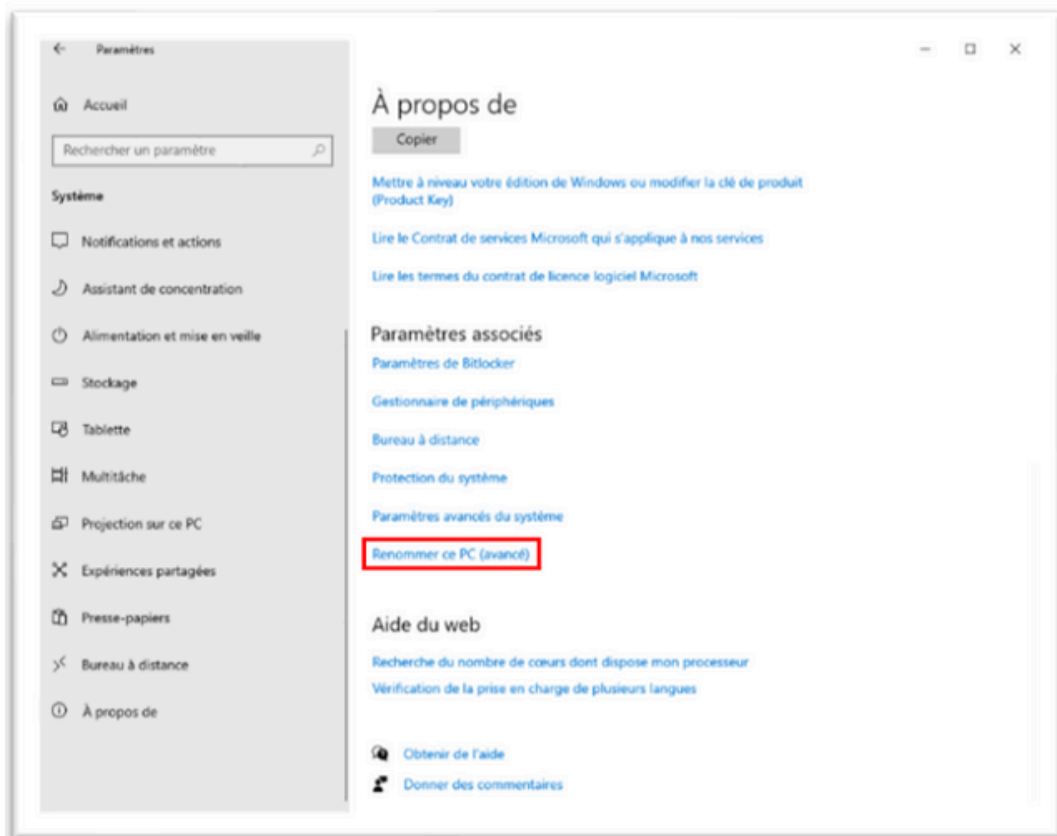 Paramètres
Accueil
Rechercher un paramètre
Système
Notifications et actions
Assistant de concentration
Alimentation et mise en veille
Stockage
Tablette
Multitâche
Projection sur ce PC
Expériences partagées
Presse-papiers
Bureau à distance
À propos de
À propos de
Copier
Mettre à niveau votre édition de Windows ou modifier la clé de produit
(Product Key)
Lire le Contrat de services Microsoft qui s'applique à nos services
Lire les termes du contrat de licence logiciel Microsoft
Paramètres associés
Paramètres de Bitlocker
Gestionnaire de périphériques
Bureau à distance
Protection du système
Paramètres avancés du système
Renommer ce PC (avancé)
Aide du web
Recherche du nombre de cœurs dont dispose mon processeur
Vérification de la prise en charge de plusieurs langues
Obtenir de l'aide
Donner des commentaires